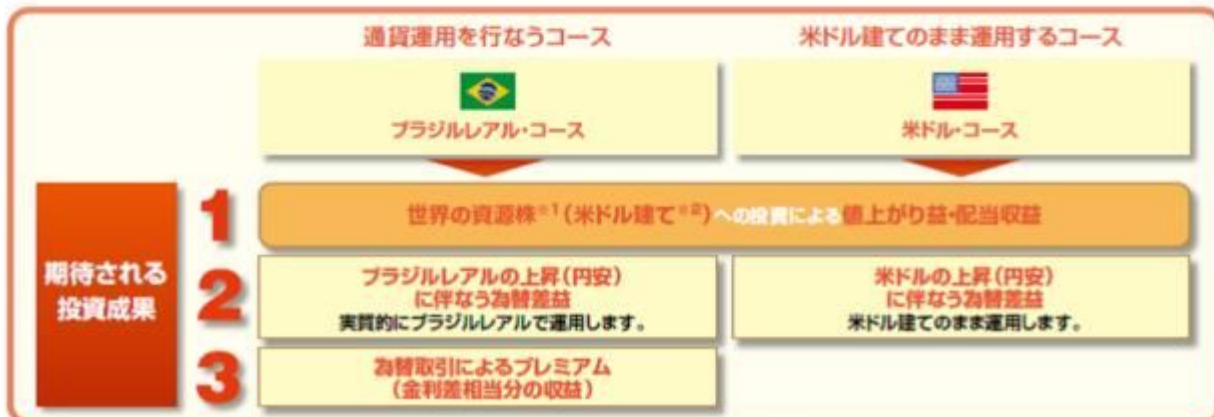 通貨運用を行なうコース
米ドル建てのまま運用するコース
ブラジルレアル・コース
米ドル・コース
期待される
投資成果
1
世界の資源株※1(米ドル建て※2)への投資による値上がり益・配当収益
2
ブラジルレアルの上昇(円安)
に伴なう為替差益
実質的にブラジルレアルで運用します。
米ドルの上昇(円安)
に伴なう為替差益
米ドル建てのまま運用します。
3
為替取引によるプレミアム
(金利差相当分の収益)